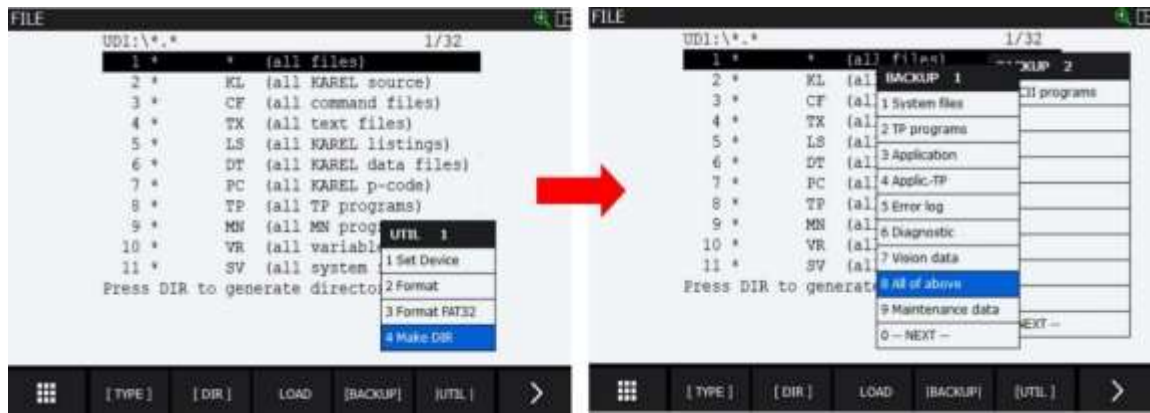 FILE
UD1:\*.* 1/32
1 * * (all files)
2 * KL (all KAREL source)
3 * CF (all command files)
4 * TX (all text files)
5 * LS (all KAREL listings)
6 * DT (all KAREL data files)
7 * PC (all KAREL p-code)
8 * TP (all TP programs)
9 * MN (all MN prog
10 * VR (all variabl
11 * SV (all system
Press DIR to generate directo
UTIL 1
1 Set Device
2 Format
3 Format FAT32
4 Make DIR
[ TYPE ] [ DIR ] LOAD [BACKUP] [UTIL ] >
FILE
UD1:\*.* 1/32
1 * * (all files)
2 * KL (al
3 * CF (al
4 * TX (al
5 * LS (al
6 * DT (al
7 * PC (al
8 * TP (al
9 * MN (al
10 * VR (al
11 * SV (al
Press DIR to generat
BACKUP 1
1 System files
2 TP programs
3 Application
4 Applic.-TP
5 Error log
6 Diagnostic
7 Vision data
8 All of above
9 Maintenance data
0 -- NEXT --
CKUP 2
CII programs
NEXT --
[ TYPE ] [ DIR ] LOAD [BACKUP] [UTIL ] >